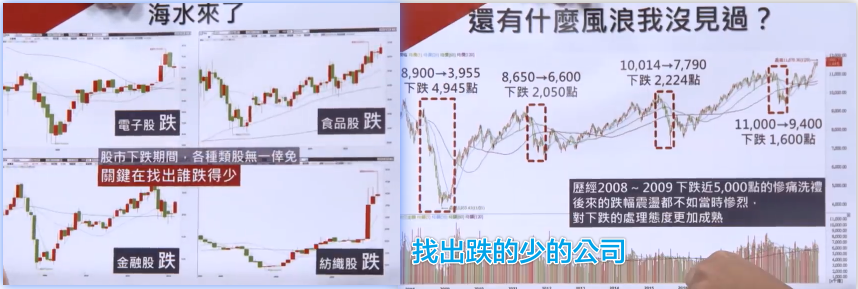 海水來了
電子股 跌
食品股 跌
股市下跌期間，各種類股無一倖免
關鍵在找出誰跌得少
金融股 跌
紡織股 跌
還有什麼風浪我沒見過？
8,900→3,955
下跌 4,945點
8,650→6,600
下跌 2,050點
10,014→7,790
下跌 2,224點
11,000→9,400
下跌 1,600點
歷經2008 ~ 2009 下跌近5,000點的慘痛洗禮
後來的跌幅震盪都不如當時慘烈，
對下跌的處理態度更加成熟
找出跌的少的公司